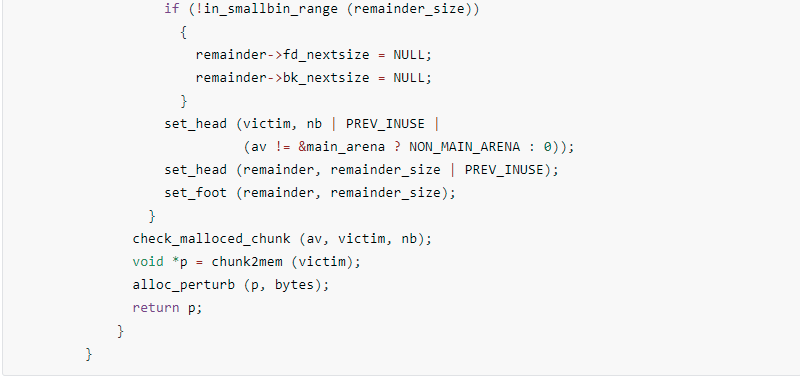 if (!in_smallbin_range (remainder_size))
{
remainder->fd_nextsize = NULL;
remainder->bk_nextsize = NULL;
}
set_head (victim, nb | PREV_INUSE |
(av != &main_arena ? NON_MAIN_ARENA : 0));
set_head (remainder, remainder_size | PREV_INUSE);
set_foot (remainder, remainder_size);
}
check_malloced_chunk (av, victim, nb);
void *p = chunk2mem (victim);
alloc_perturb (p, bytes);
return p;
}
}